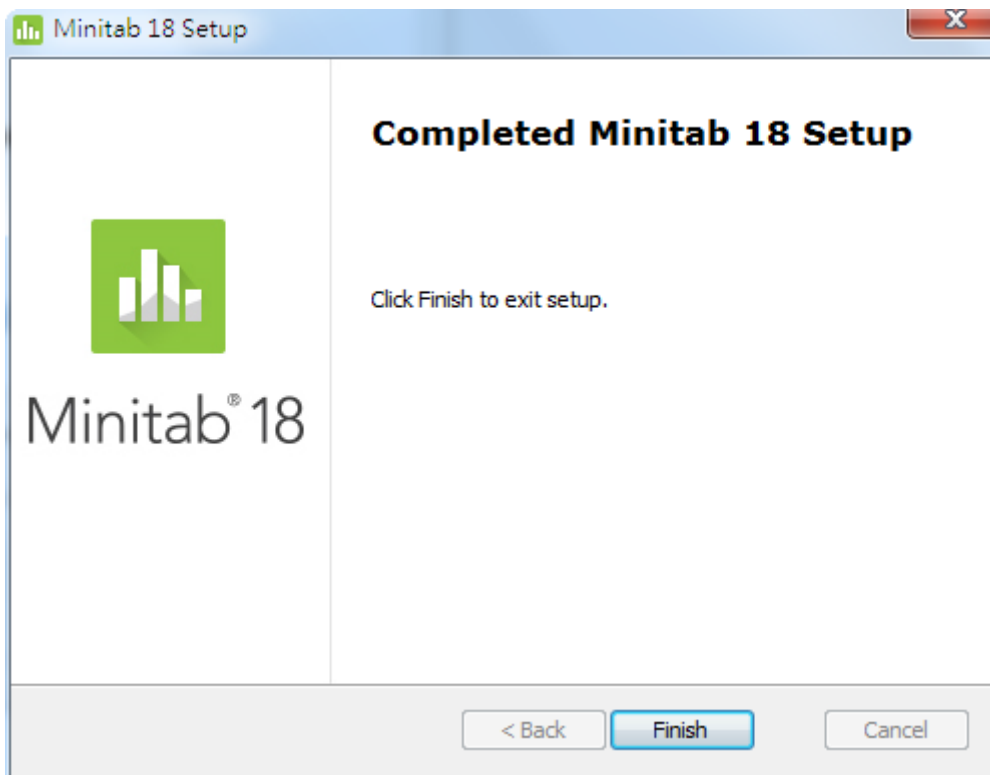 Minitab 18 Setup
Completed Minitab 18 Setup
Click Finish to exit setup.
Minitab® 18
< Back
Finish
Cancel